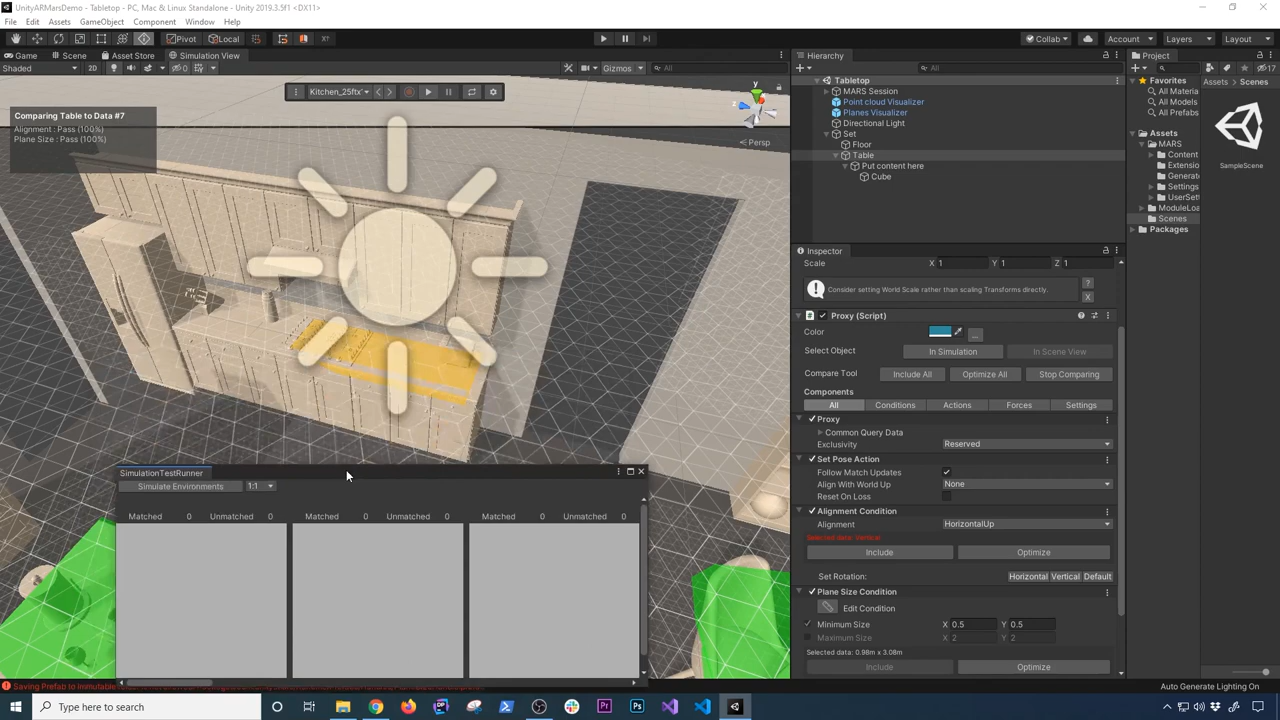 UnityARMarsDemo - Tabletop - PC, Mac & Linux Standalone - Unity 2019.3.5f1 <DX11>
File Edit Assets GameObject Component Window Help
Pivot Local Collab Account Layers Layout
Game Scene Asset Store Simulation View
Shaded 2D 0 Gizmos All
Kitchen_25ftx'
Comparing Table to Data #7
Alignment : Pass (100%)
Plane Size : Pass (100%)
y
z
Persp
SimulationTestRunner
Simulate Environments 1:1
Matched 0 Unmatched 0 Matched 0 Unmatched 0 Matched 0 Unmatched 0
Hierarchy
All
Tabletop
MARS Session
Point cloud Visualizer
Planes Visualizer
Directional Light
Set
Floor
Table
Put content here
Cube
Inspector
Scale X 1 Y 1 Z 1
Consider setting World Scale rather than scaling Transforms directly.
Proxy (Script)
Color
Select Object In Simulation In Scene View
Compare Tool Include All Optimize All Stop Comparing
Components
All Conditions Actions Forces Settings
Proxy
Common Query Data
Exclusivity Reserved
Set Pose Action
Follow Match Updates
Align With World Up None
Reset On Loss
Alignment Condition
Alignment HorizontalUp
Selected data: Vertical
Include Optimize
Set Rotation: Horizontal Vertical Default
Plane Size Condition
Edit Condition
Minimum Size X 0.5 Y 0.5
Maximum Size X 2 Y 2
Selected data: 0.98m x 3.08m
Include Optimize
Project
17
Favorites
All Materia
All Models
All Prefabs
Assets
MARS
Content
Extensio
Generate
Settings
UserSet
ModuleLoa
Scenes
Packages
Assets > Scenes
SampleScene
Auto Generate Lighting On
Type here to search